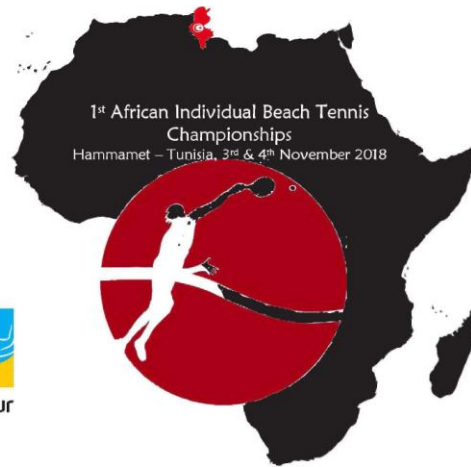 1st African Individual Beach Tennis
Championships
Hammamet – Tunisia, 3rd & 4th November 2018